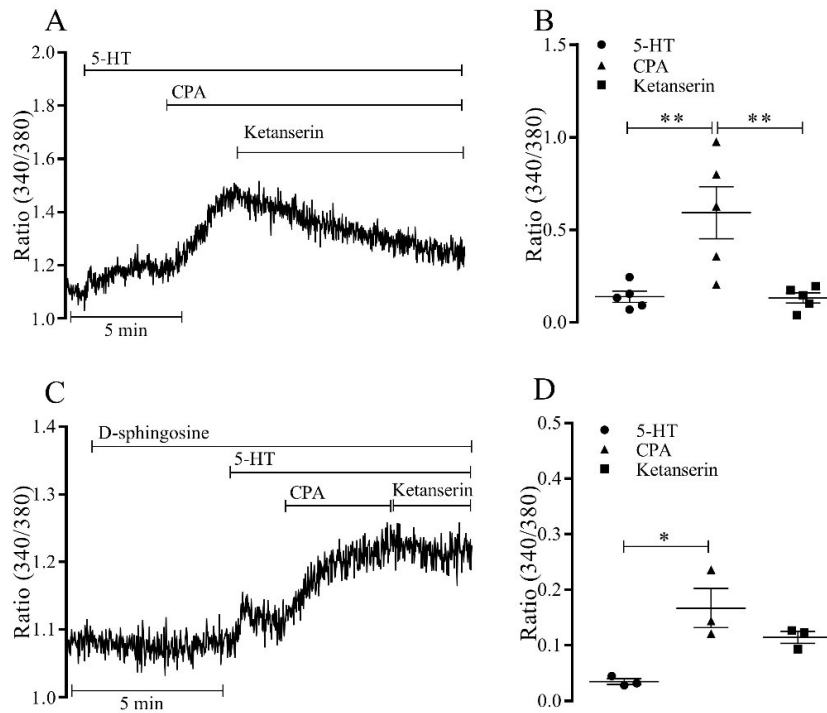 A
2.0
1.8
1.6
1.4
1.2
1.0
Ratio (340/380)
5-HT
CPA
Ketanserin
5 min
B
1.5
1.0
0.5
0.0
Ratio (340/380)
5-HT
CPA
Ketanserin
**
**
C
1.4
1.3
1.2
1.1
1.0
Ratio (340/380)
D-sphingosine
5-HT
CPA
Ketanserin
5 min
D
0.5
0.4
0.3
0.2
0.1
0.0
Ratio (340/380)
5-HT
CPA
Ketanserin
*